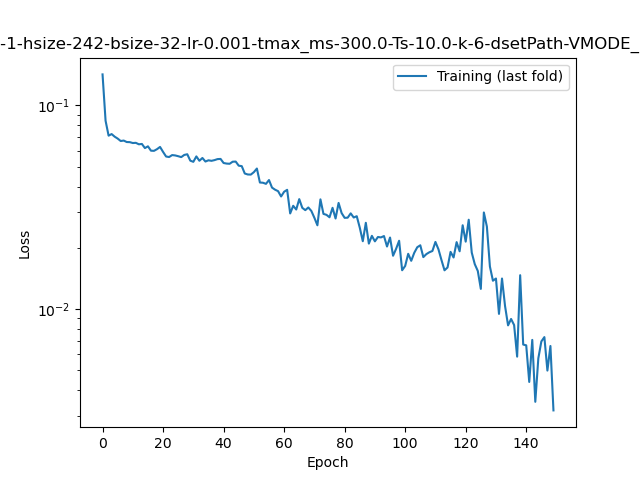 -1-hsize-242-bsize-32-lr-0.001-tmax_ms-300.0-Ts-10.0-k-6-dsetPath-VMODE_
Training (last fold)
10⁻¹
10⁻²
Loss
0 20 40 60 80 100 120 140
Epoch